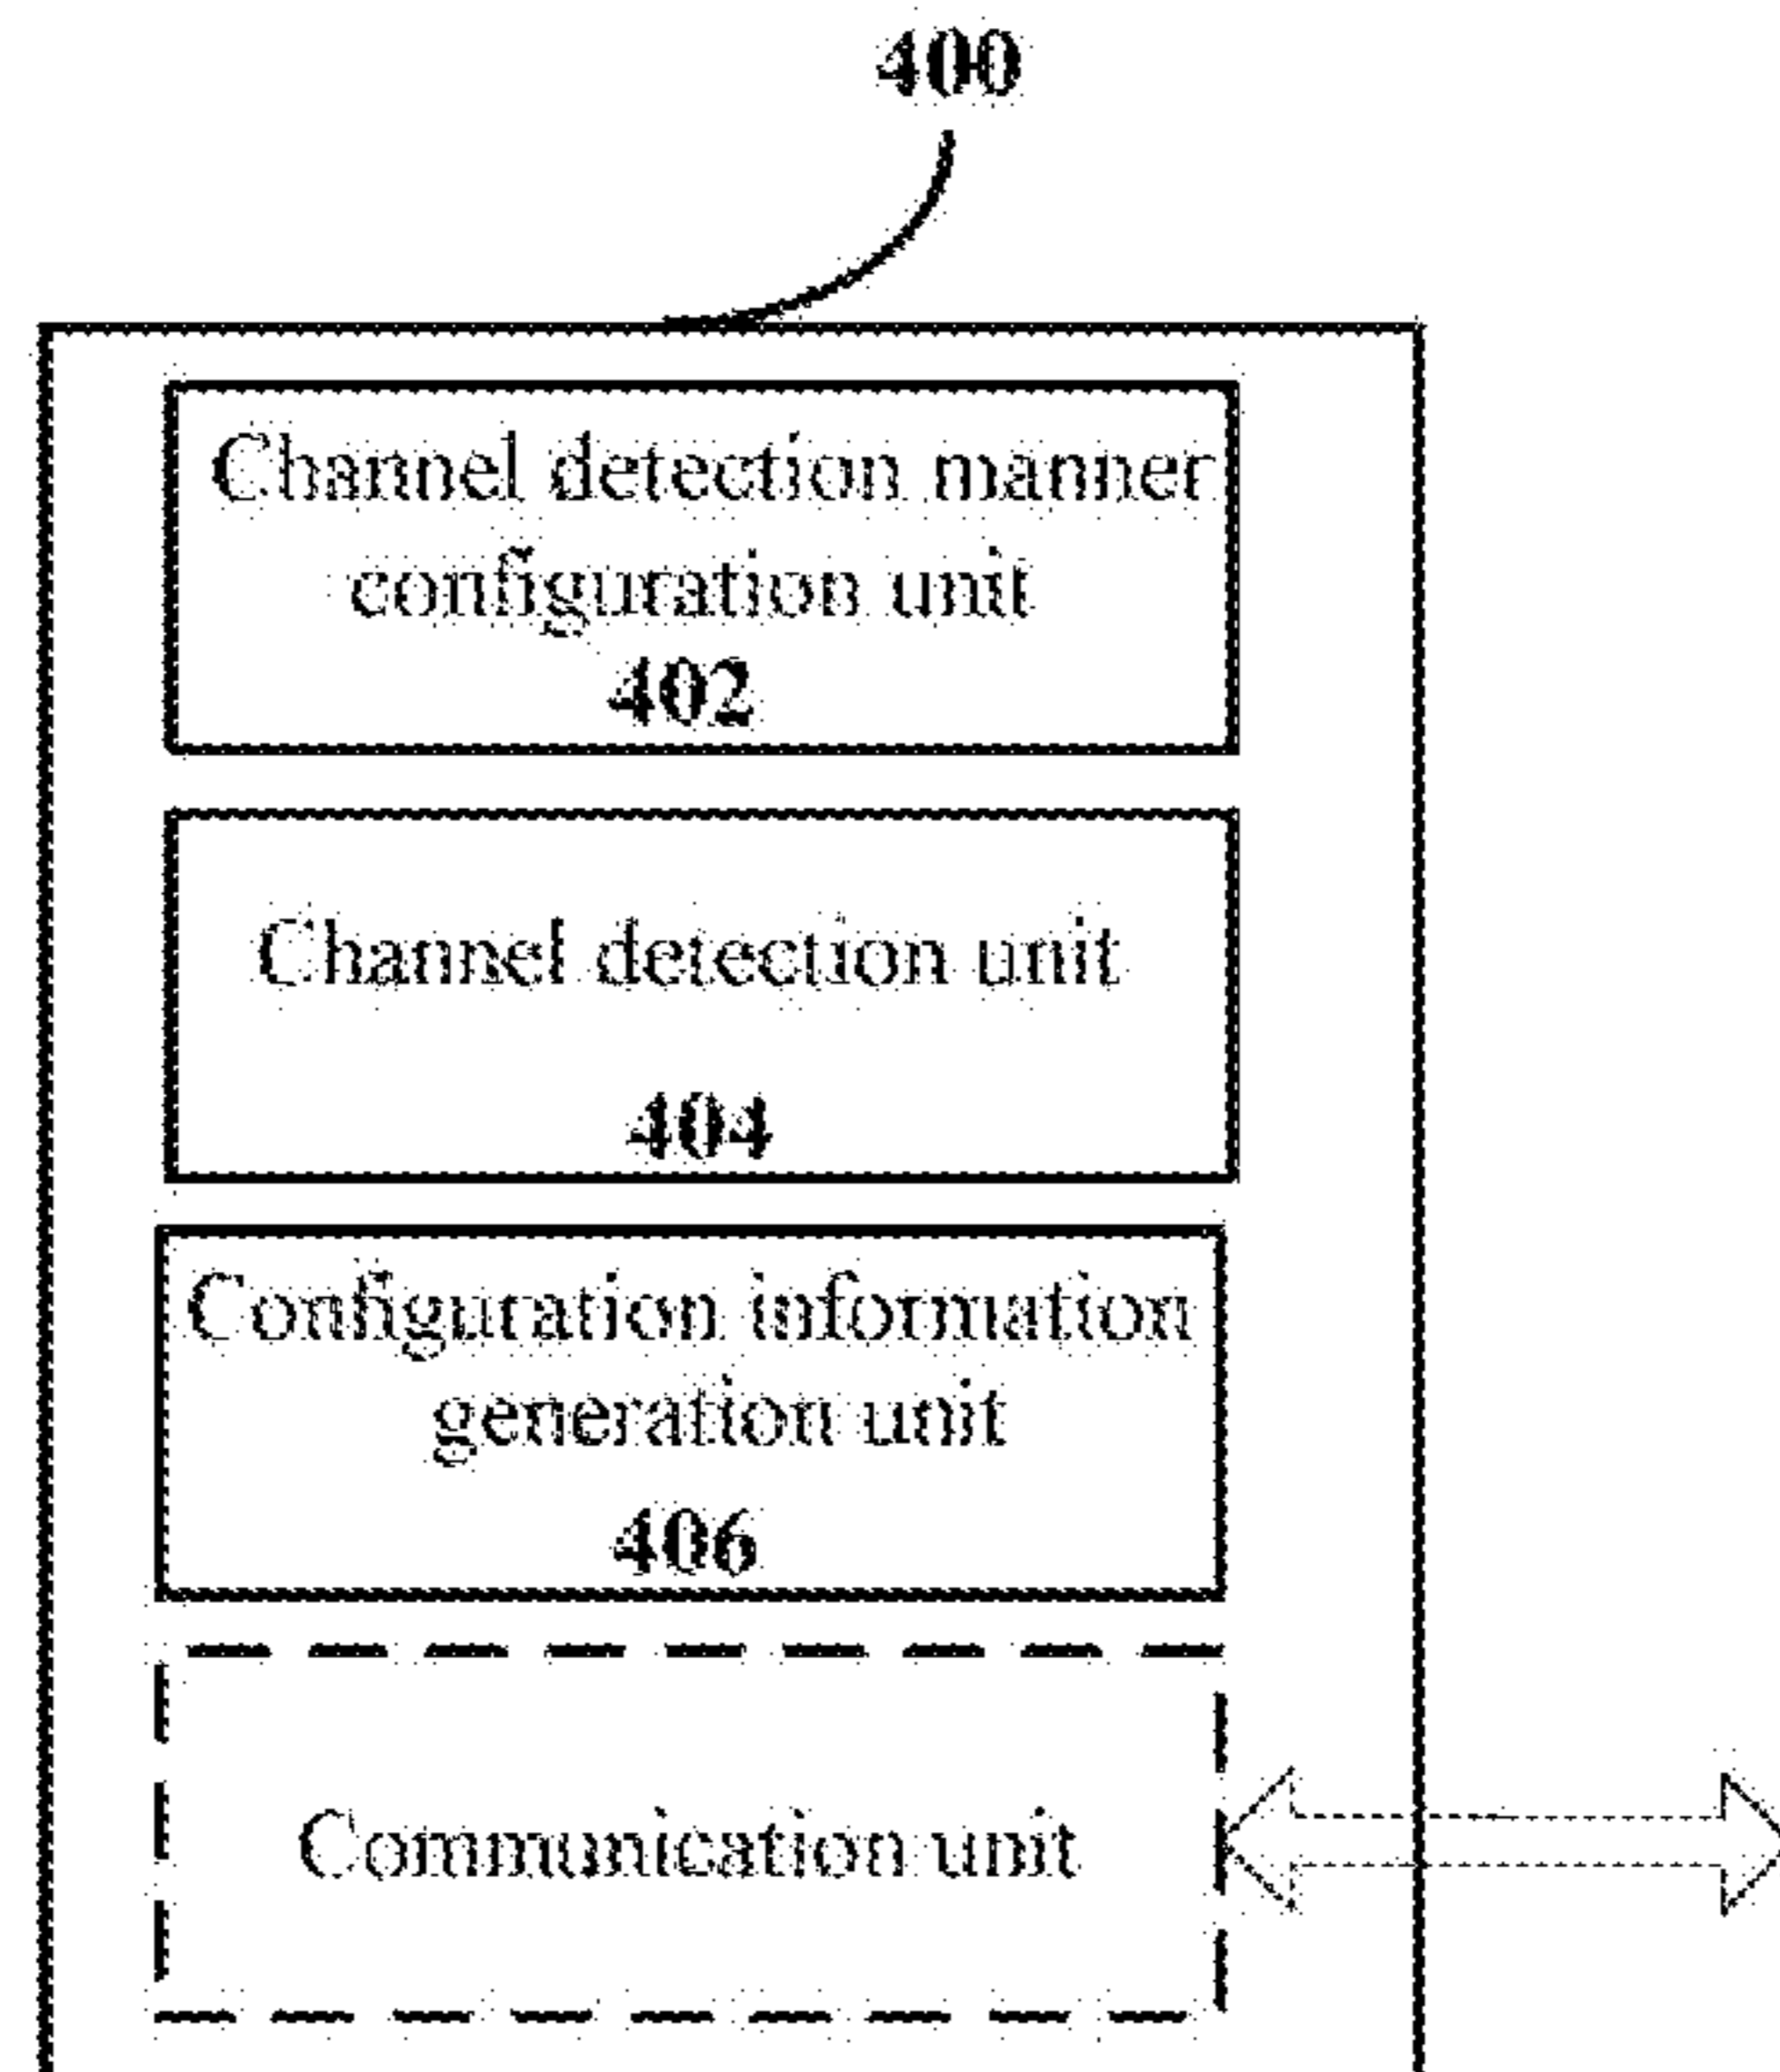 400
Channel detection manner
configuration unit
402
Channel detection unit
404
Configuration information
generation unit
406
Communication unit